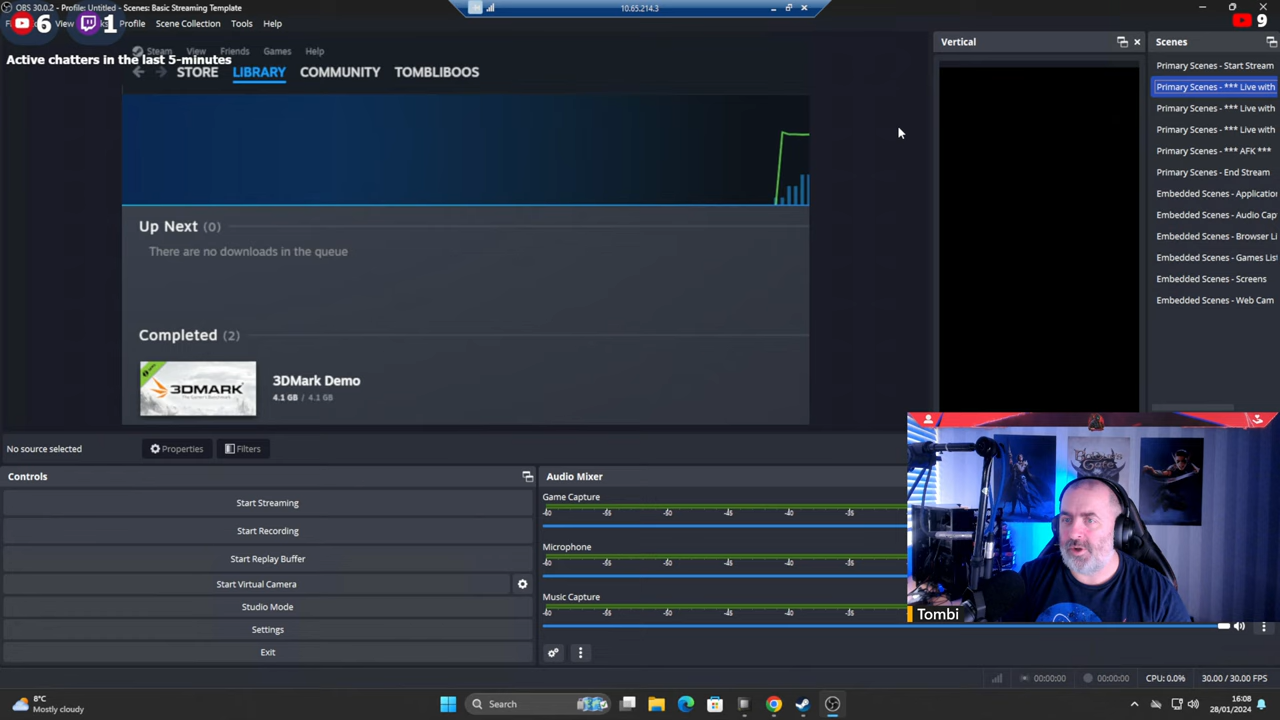 OBS 30.0.2 - Profile: Untitled - Scenes: Basic Streaming Template
10.65.214.3
View
Profile
Scene Collection
Tools
Help
6
1
9
Active chatters in the last 5-minutes
Steam
View
Friends
Games
Help
STORE
LIBRARY
COMMUNITY
TOMBLIBOOS
Up Next (0)
There are no downloads in the queue
Completed (2)
3DMARK
3DMark Demo
4.1 GB / 4.1 GB
Vertical
Scenes
Primary Scenes - Start Stream
Primary Scenes - *** Live with
Primary Scenes - *** Live with
Primary Scenes - *** Live with
Primary Scenes - *** AFK ***
Primary Scenes - End Stream
Embedded Scenes - Applicatio
Embedded Scenes - Audio Cap
Embedded Scenes - Browser Li
Embedded Scenes - Games List
Embedded Scenes - Screens
Embedded Scenes - Web Cam
No source selected
Properties
Filters
Controls
Start Streaming
Start Recording
Start Replay Buffer
Start Virtual Camera
Studio Mode
Settings
Exit
Audio Mixer
Game Capture
Microphone
Music Capture
Tombi
00:00:00
00:00:00
CPU: 0.0%
30.00 / 30.00 FPS
8°C
Mostly cloudy
Search
16:08
28/01/2024